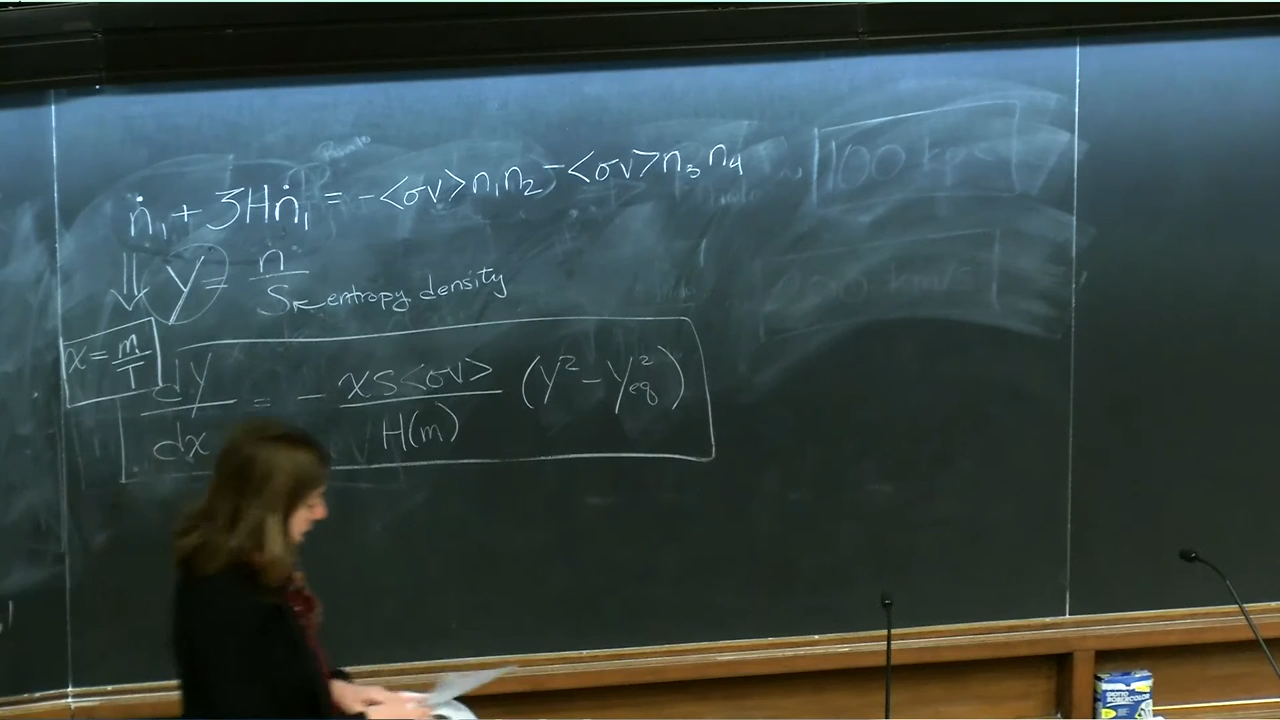 ṅ₁ + 3Hṅ₁ = -<σv>n₁n₂ - <σv>n₃n₄
⇓ Y = n/s ← entropy density
x = m/T
dY/dx = - xs<σv>/H(m) (Y² - Y²eq)
100 kpc